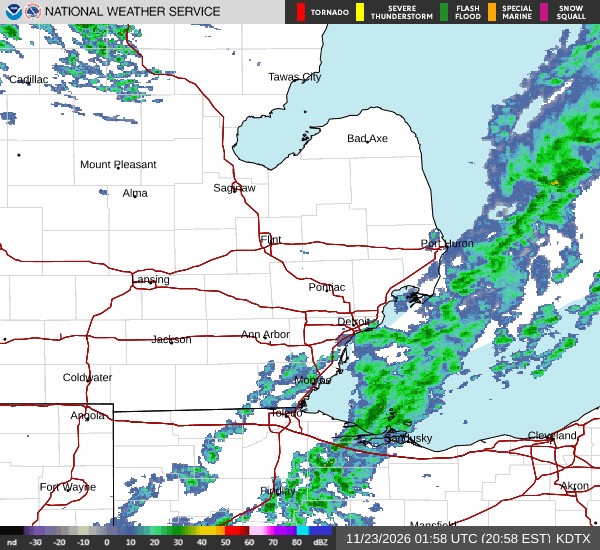 NATIONAL WEATHER SERVICE
TORNADO
SEVERE THUNDERSTORM
FLASH FLOOD
SPECIAL MARINE
SNOW SQUALL
Tawas City
Cadillac
Bad Axe
Mount Pleasant
Alma
Saginaw
Flint
Port Huron
ansing
Pontiac
Detroit
Ann Arbor
Jackson
Coldwater
Monroe
Angola
Toledo
Sandusky
Cleveland
Fort Wayne
Findlay
Akron
Mansfield
nd -30 -20 -10 0 10 20 30 40 50 60 70 80 dBZ
11/23/2026 01:58 UTC (20:58 EST) KDTX